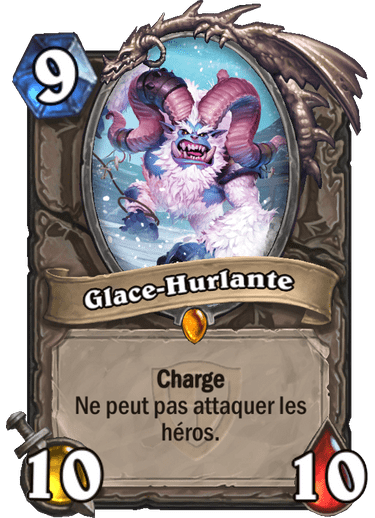 9
Glace-Hurlante
Charge
Ne peut pas attaquer les
héros.
10
10